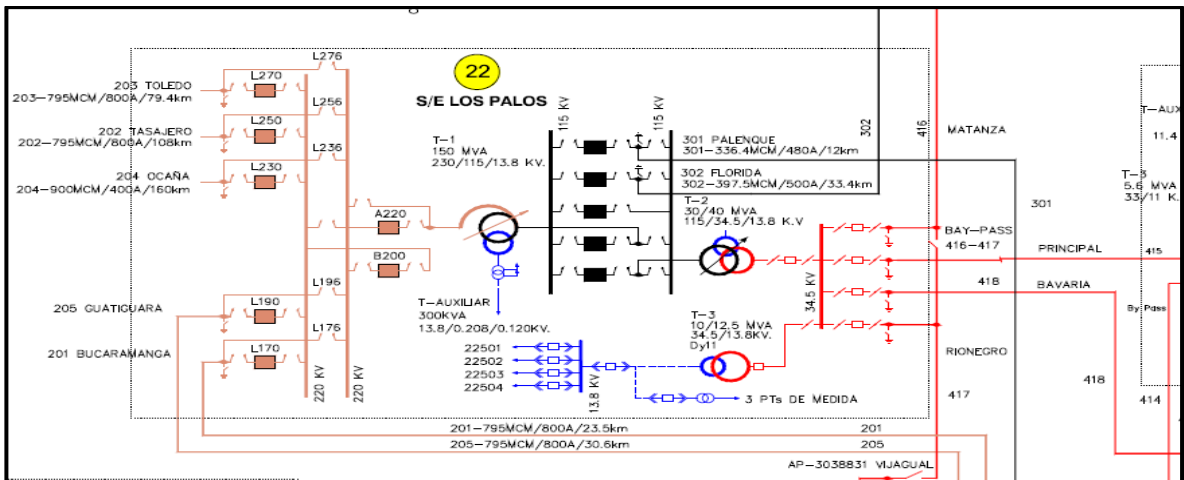 22
S/E LOS PALOS
L276
L270
203 TOLEDO
203-795MCM/800A/79.4km
L256
L250
202 TASAJERO
202-795MCM/800A/108km
L236
L230
204 OCAÑA
204-900MCM/400A/160km
A220
B200
L196
L190
205 GUATIGUARA
L176
L170
201 BUCARAMANGA
220 KV
220 KV
T-1
150 MVA
230/115/13.8 KV.
T-AUXILIAR
300KVA
13.8/0.208/0.120KV.
115 KV
115 KV
301 PALENQUE
301-336.4MCM/480A/12km
302 FLORIDA
302-397.5MCM/500A/33.4km
T-2
30/40 MVA
115/34.5/13.8 K.V
34.5 KV
T-3
10/12.5 MVA
34.5/13.8KV.
Dy11
22501
22502
22503
22504
13.8 KV
3 PTs DE MEDIDA
302
416
MATANZA
301
BAY-PASS
416-417
PRINCIPAL
418
BAVARIA
RIONEGRO
417
418
415
By Pass
414
T-AUX
11.4
T-3
5.6 MVA
33/11 K.
201-795MCM/800A/23.5km
201
205-795MCM/800A/30.6km
205
AP-3038831 VIJAGUAL